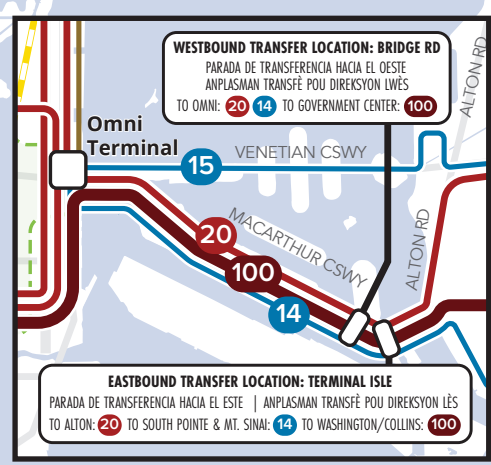 WESTBOUND TRANSFER LOCATION: BRIDGE RD
PARADA DE TRANSFERENCIA HACIA EL OESTE
ANPLASMAN TRANSFÈ POU DIREKSYON LWÈS
TO OMNI: 20 14 TO GOVERNMENT CENTER: 100
ALTON RD
Omni
Terminal
15
VENETIAN CSWY
20
MACARTHUR CSWY
100
14
ALTON RD
EASTBOUND TRANSFER LOCATION: TERMINAL ISLE
PARADA DE TRANSFERENCIA HACIA EL ESTE | ANPLASMAN TRANSFÈ POU DIREKSYON LÈS
TO ALTON: 20 TO SOUTH POINTE & MT. SINAI: 14 TO WASHINGTON/COLLINS: 100